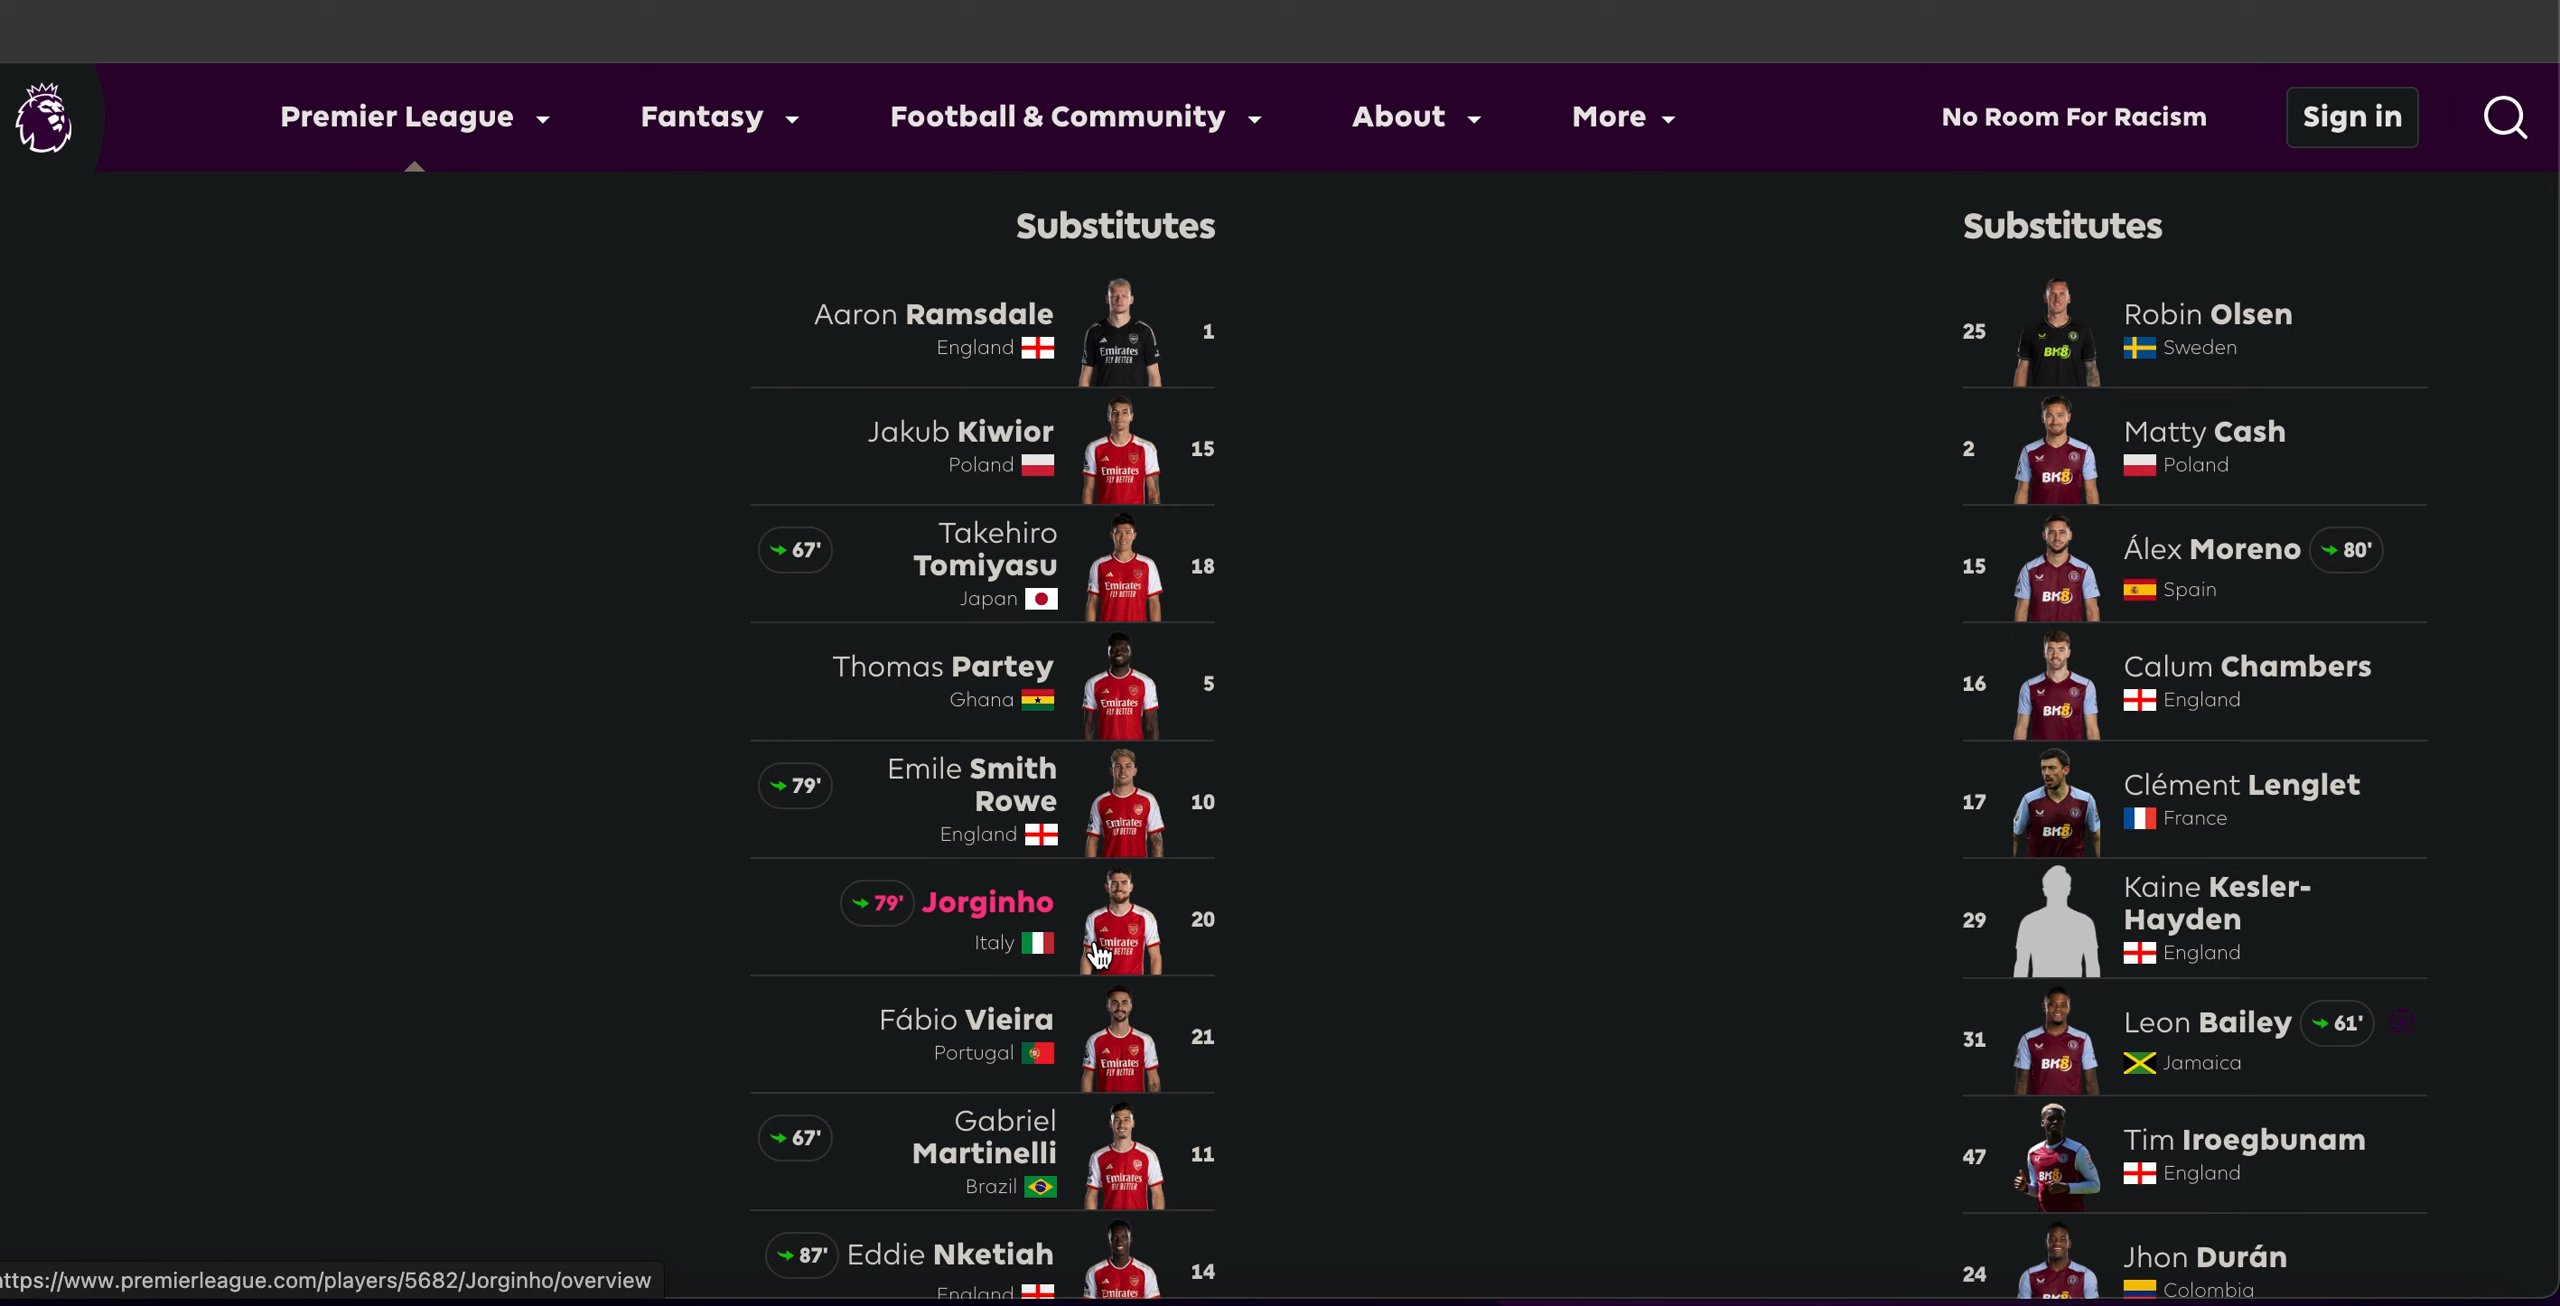 Premier League
Fantasy
Football & Community
About
More
No Room For Racism
Sign in
Substitutes
Aaron Ramsdale
England
1
Jakub Kiwior
Poland
15
67'
Takehiro
Tomiyasu
Japan
18
Thomas Partey
Ghana
5
79'
Emile Smith
Rowe
England
10
79' Jorginho
Italy
20
Fábio Vieira
Portugal
21
67'
Gabriel
Martinelli
Brazil
11
87' Eddie Nketiah
England
14
Substitutes
25
Robin Olsen
Sweden
2
Matty Cash
Poland
15
Álex Moreno 80'
Spain
16
Calum Chambers
England
17
Clément Lenglet
France
29
Kaine Kesler-
Hayden
England
31
Leon Bailey 61'
Jamaica
47
Tim Iroegbunam
England
24
Jhon Durán
Colombia
Emirates
FLY BETTER
BK8
ttps://www.premierleague.com/players/5682/Jorginho/overview